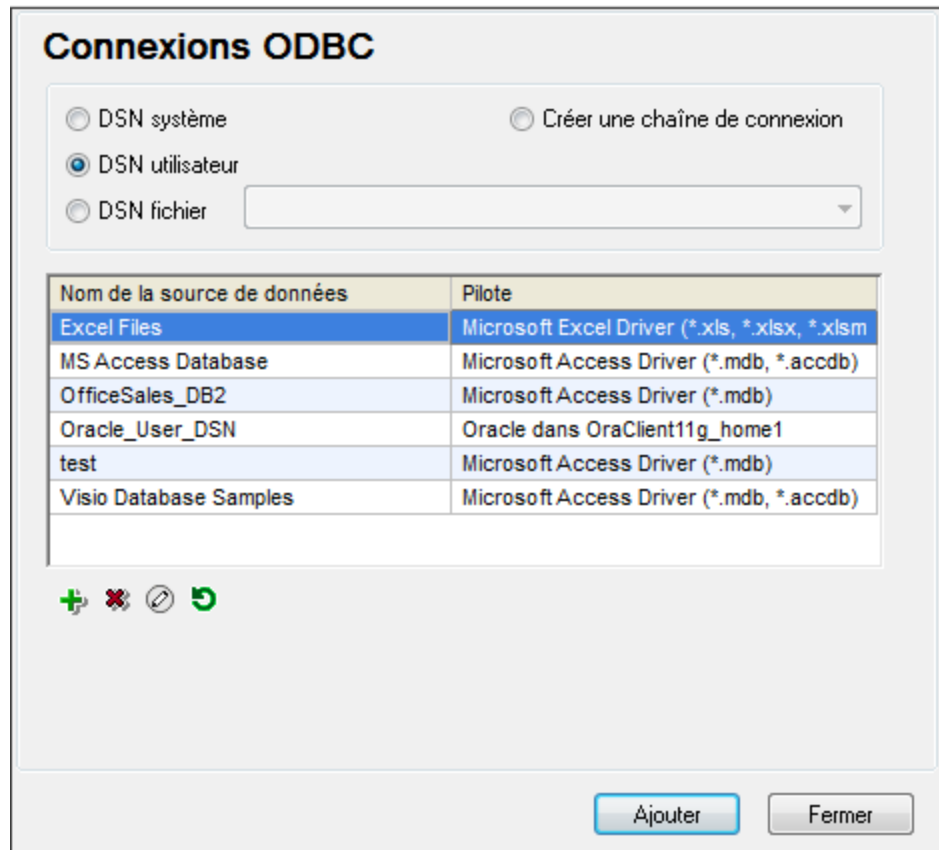 Connexions ODBC
DSN système
Créer une chaîne de connexion
DSN utilisateur
DSN fichier
Nom de la source de données Pilote
Excel Files Microsoft Excel Driver (*.xls, *.xlsx, *.xlsm
MS Access Database Microsoft Access Driver (*.mdb, *.accdb)
OfficeSales_DB2 Microsoft Access Driver (*.mdb)
Oracle_User_DSN Oracle dans OraClient11g_home1
test Microsoft Access Driver (*.mdb)
Visio Database Samples Microsoft Access Driver (*.mdb, *.accdb)
Ajouter Fermer